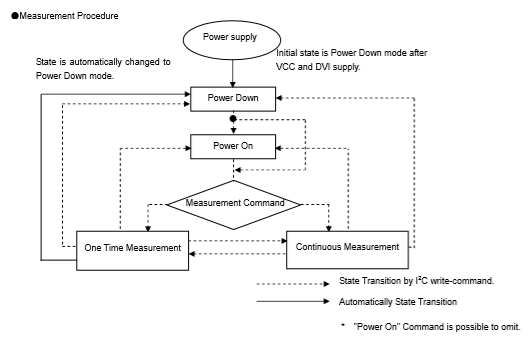 ●Measurement Procedure
Power supply
Initial state is Power Down mode after
VCC and DVI supply.
State is automatically changed to
Power Down mode.
Power Down
Power On
Measurement Command
One Time Measurement
Continuous Measurement
State Transition by I²C write-command.
Automatically State Transition
* "Power On" Command is possible to omit.